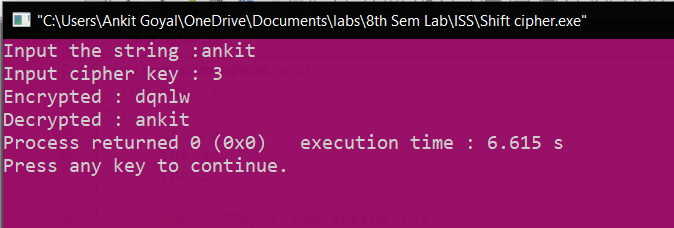 "C:\Users\Ankit Goyal\OneDrive\Documents\labs\8th Sem Lab\ISS\Shift cipher.exe"
Input the string :ankit
Input cipher key : 3
Encrypted : dqnlw
Decrypted : ankit
Process returned 0 (0x0)   execution time : 6.615 s
Press any key to continue.